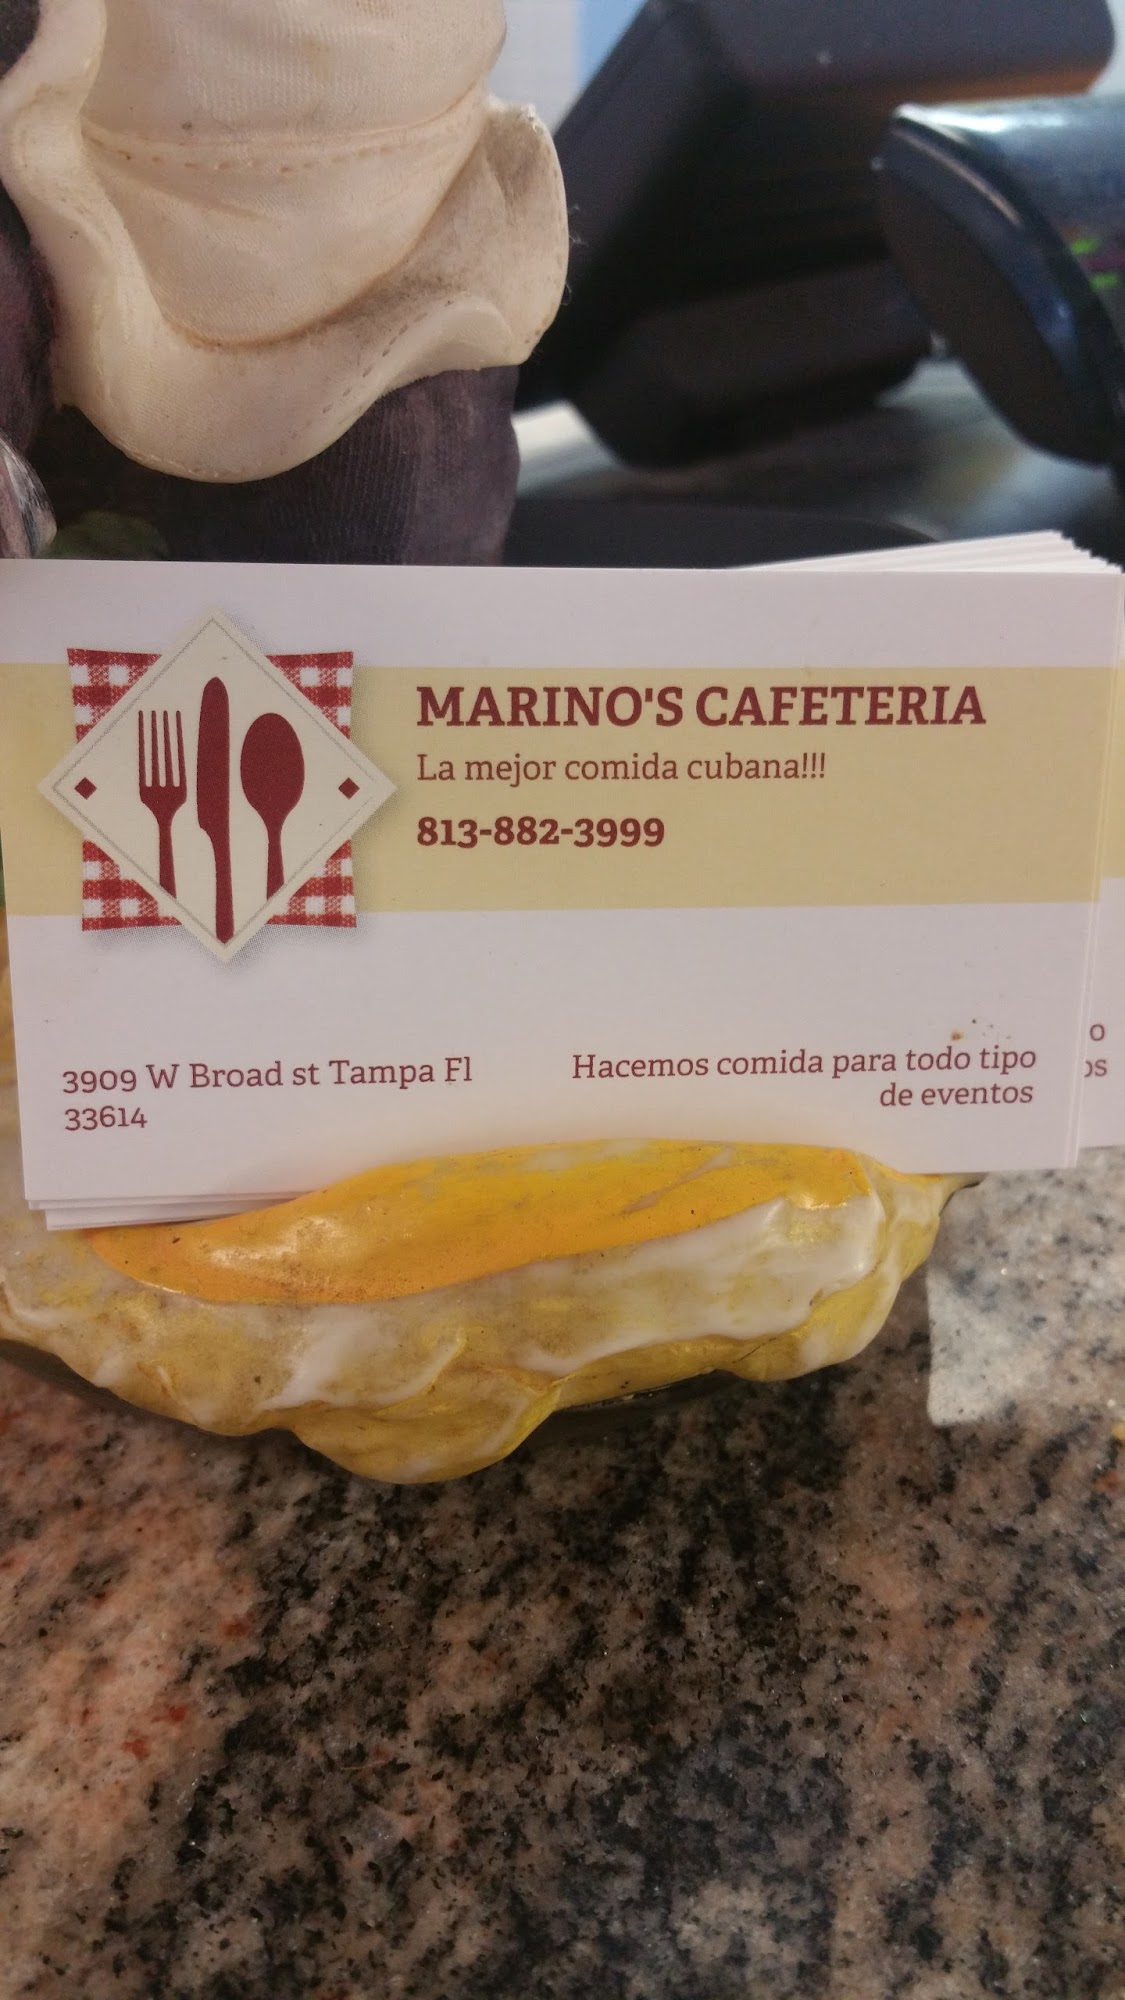 MARINO'S CAFETERIA
La mejor comida cubana!!!
813-882-3999
3909 W Broad st Tampa Fl
33614
Hacemos comida para todo tipo
de eventos
o
os